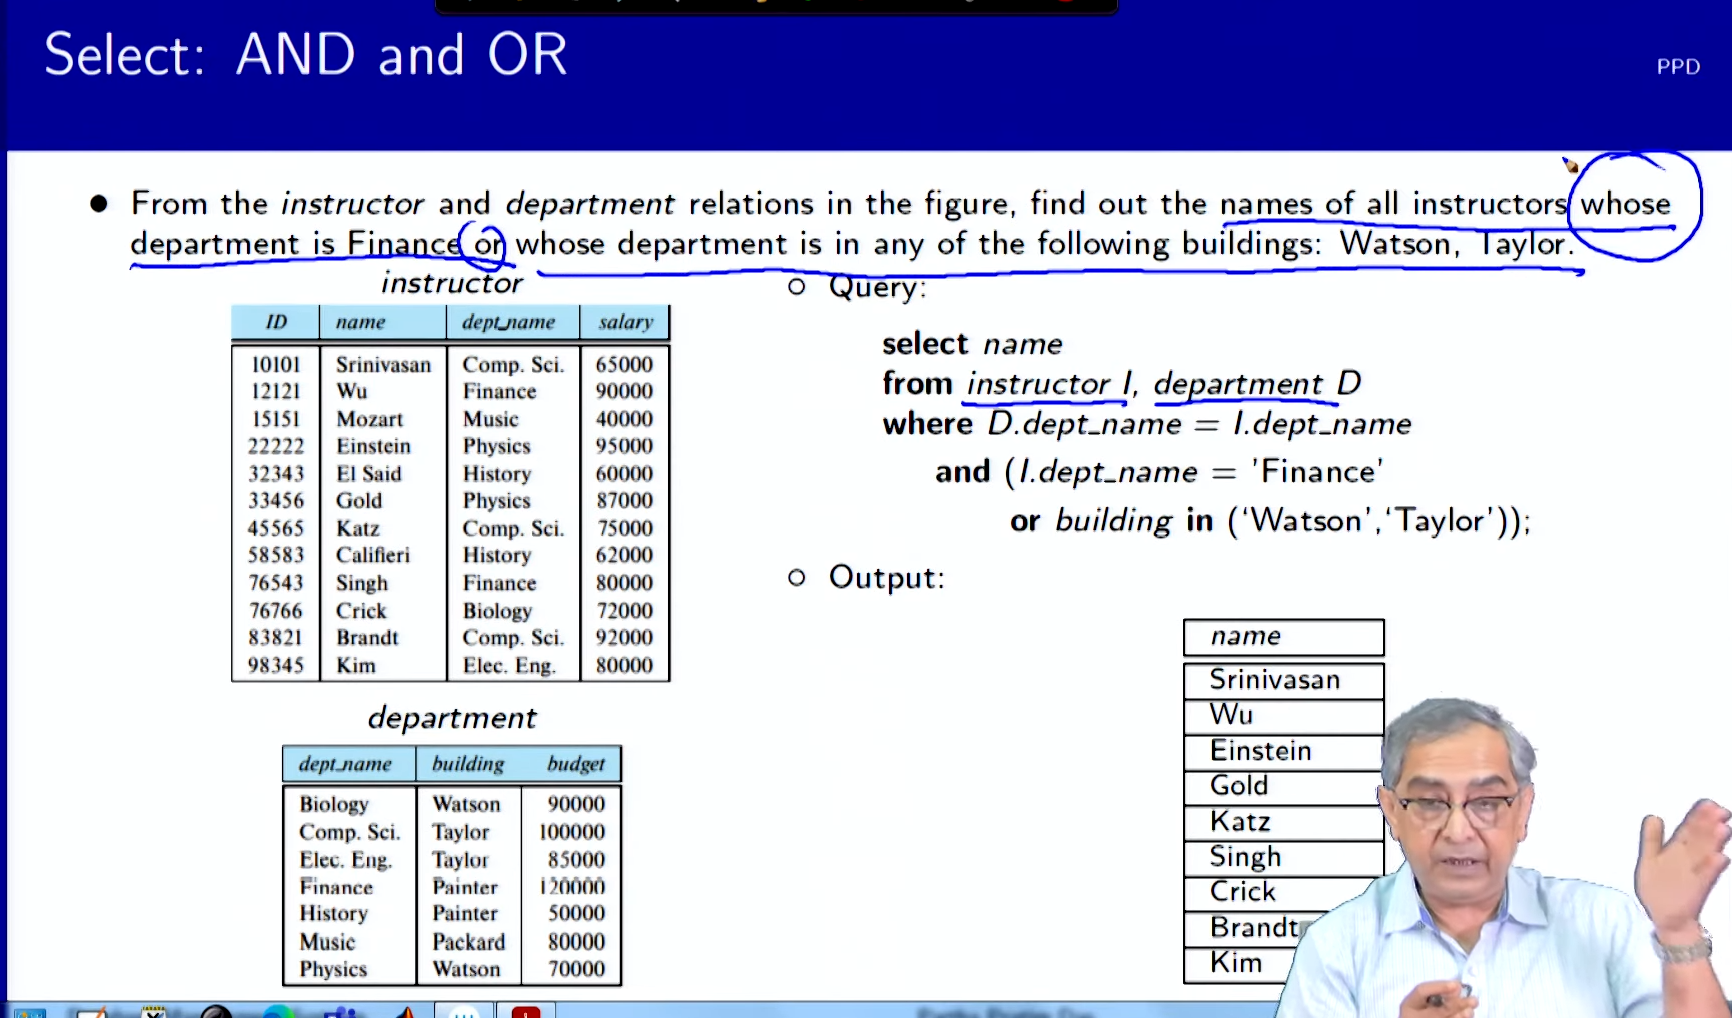 Select: AND and OR
PPD
From the instructor and department relations in the figure, find out the names of all instructors whose
department is Finance or whose department is in any of the following buildings: Watson, Taylor.
instructor
ID name dept_name salary
10101 Srinivasan Comp. Sci. 65000
12121 Wu Finance 90000
15151 Mozart Music 40000
22222 Einstein Physics 95000
32343 El Said History 60000
33456 Gold Physics 87000
45565 Katz Comp. Sci. 75000
58583 Califieri History 62000
76543 Singh Finance 80000
76766 Crick Biology 72000
83821 Brandt Comp. Sci. 92000
98345 Kim Elec. Eng. 80000
department
dept_name building budget
Biology Watson 90000
Comp. Sci. Taylor 100000
Elec. Eng. Taylor 85000
Finance Painter 120000
History Painter 50000
Music Packard 80000
Physics Watson 70000
Query:
select name
from instructor I, department D
where D.dept_name = I.dept_name
and (I.dept_name = 'Finance'
or building in (‘Watson’,‘Taylor’));
Output:
name
Srinivasan
Wu
Einstein
Gold
Katz
Singh
Crick
Brandt
Kim